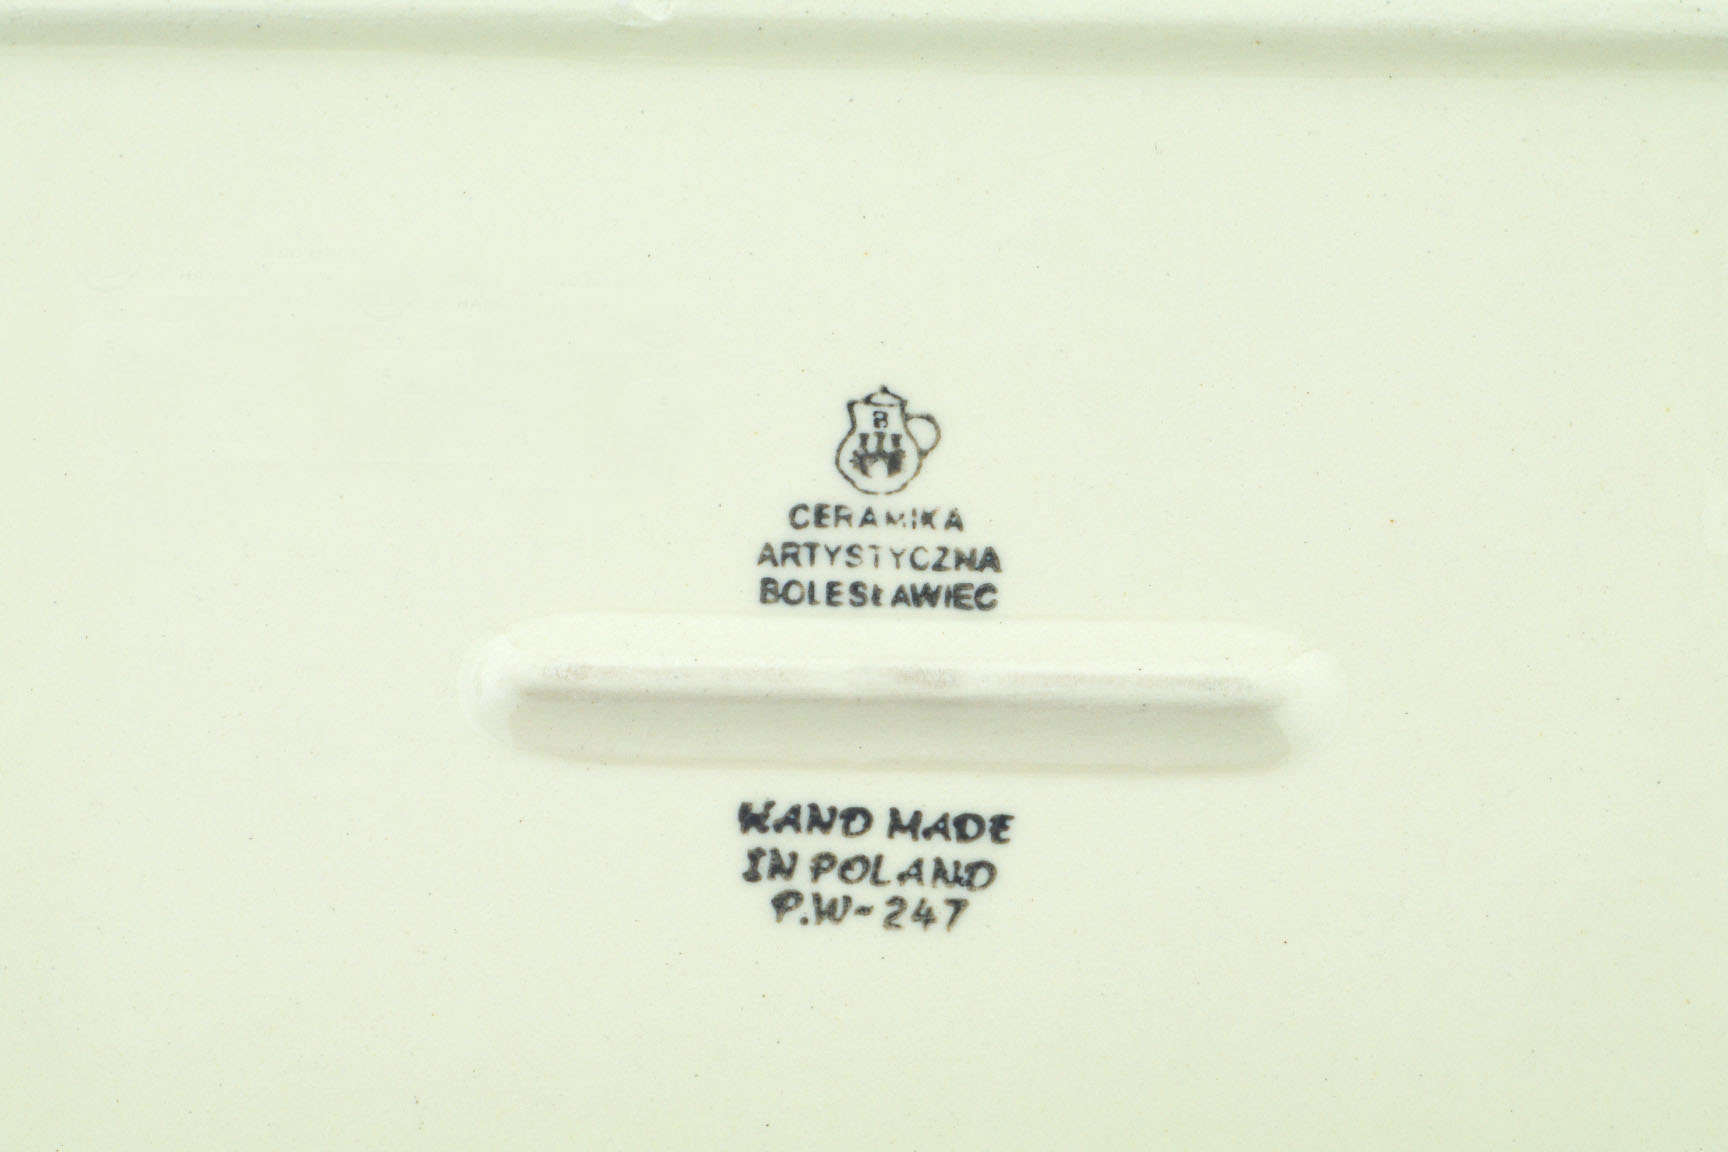 B
CERAMIKA
ARTYSTYCZNA
BOLESŁAWIEC
HAND MADE
IN POLAND
P.W-247